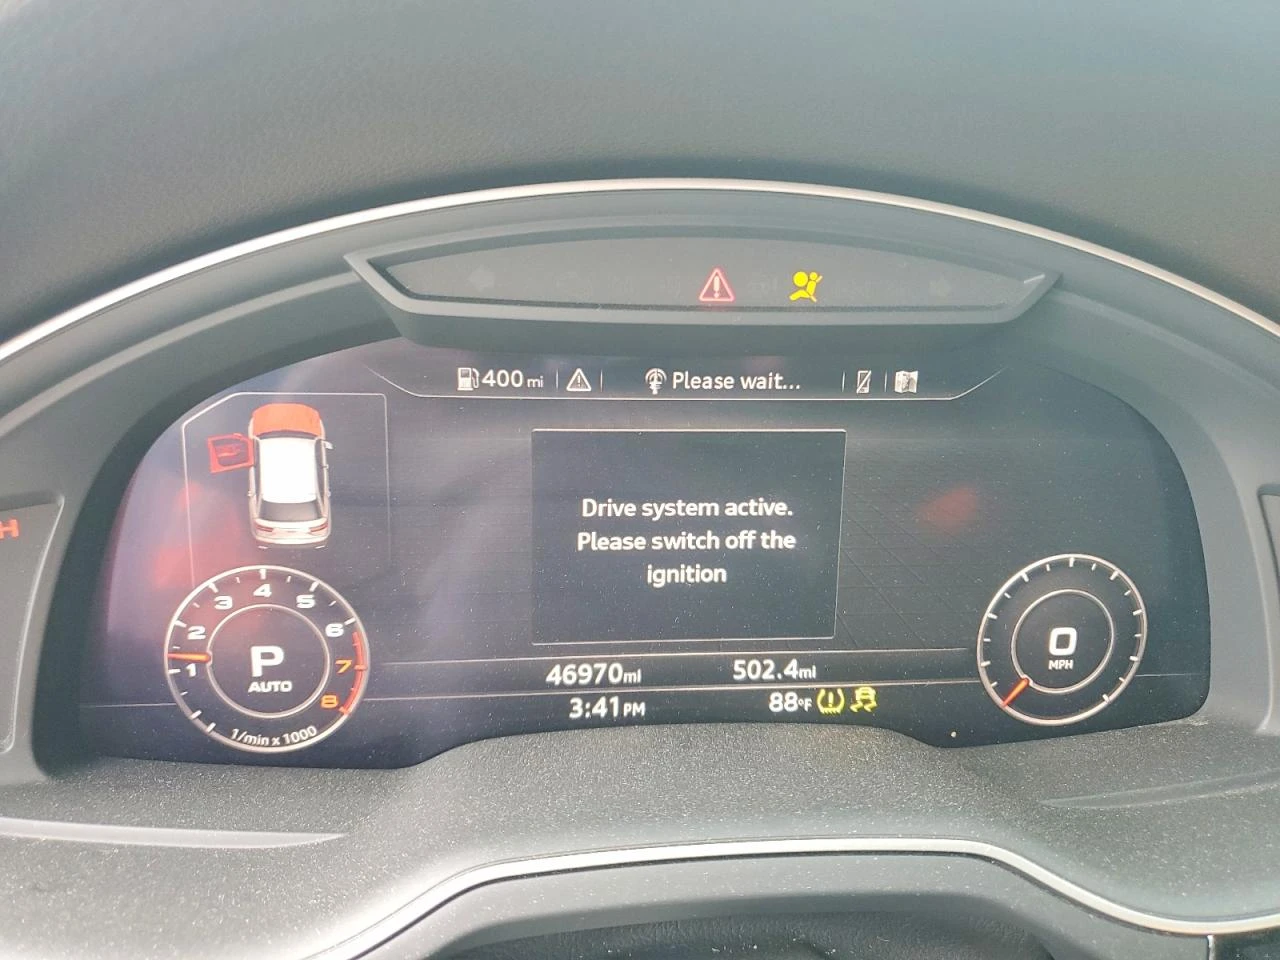 400 mi
Please wait...
Drive system active.
Please switch off the
ignition
H
1
2
3
4
5
6
7
8
P
AUTO
1/min x 1000
0
MPH
46970mi
502.4mi
3:41PM
88°F